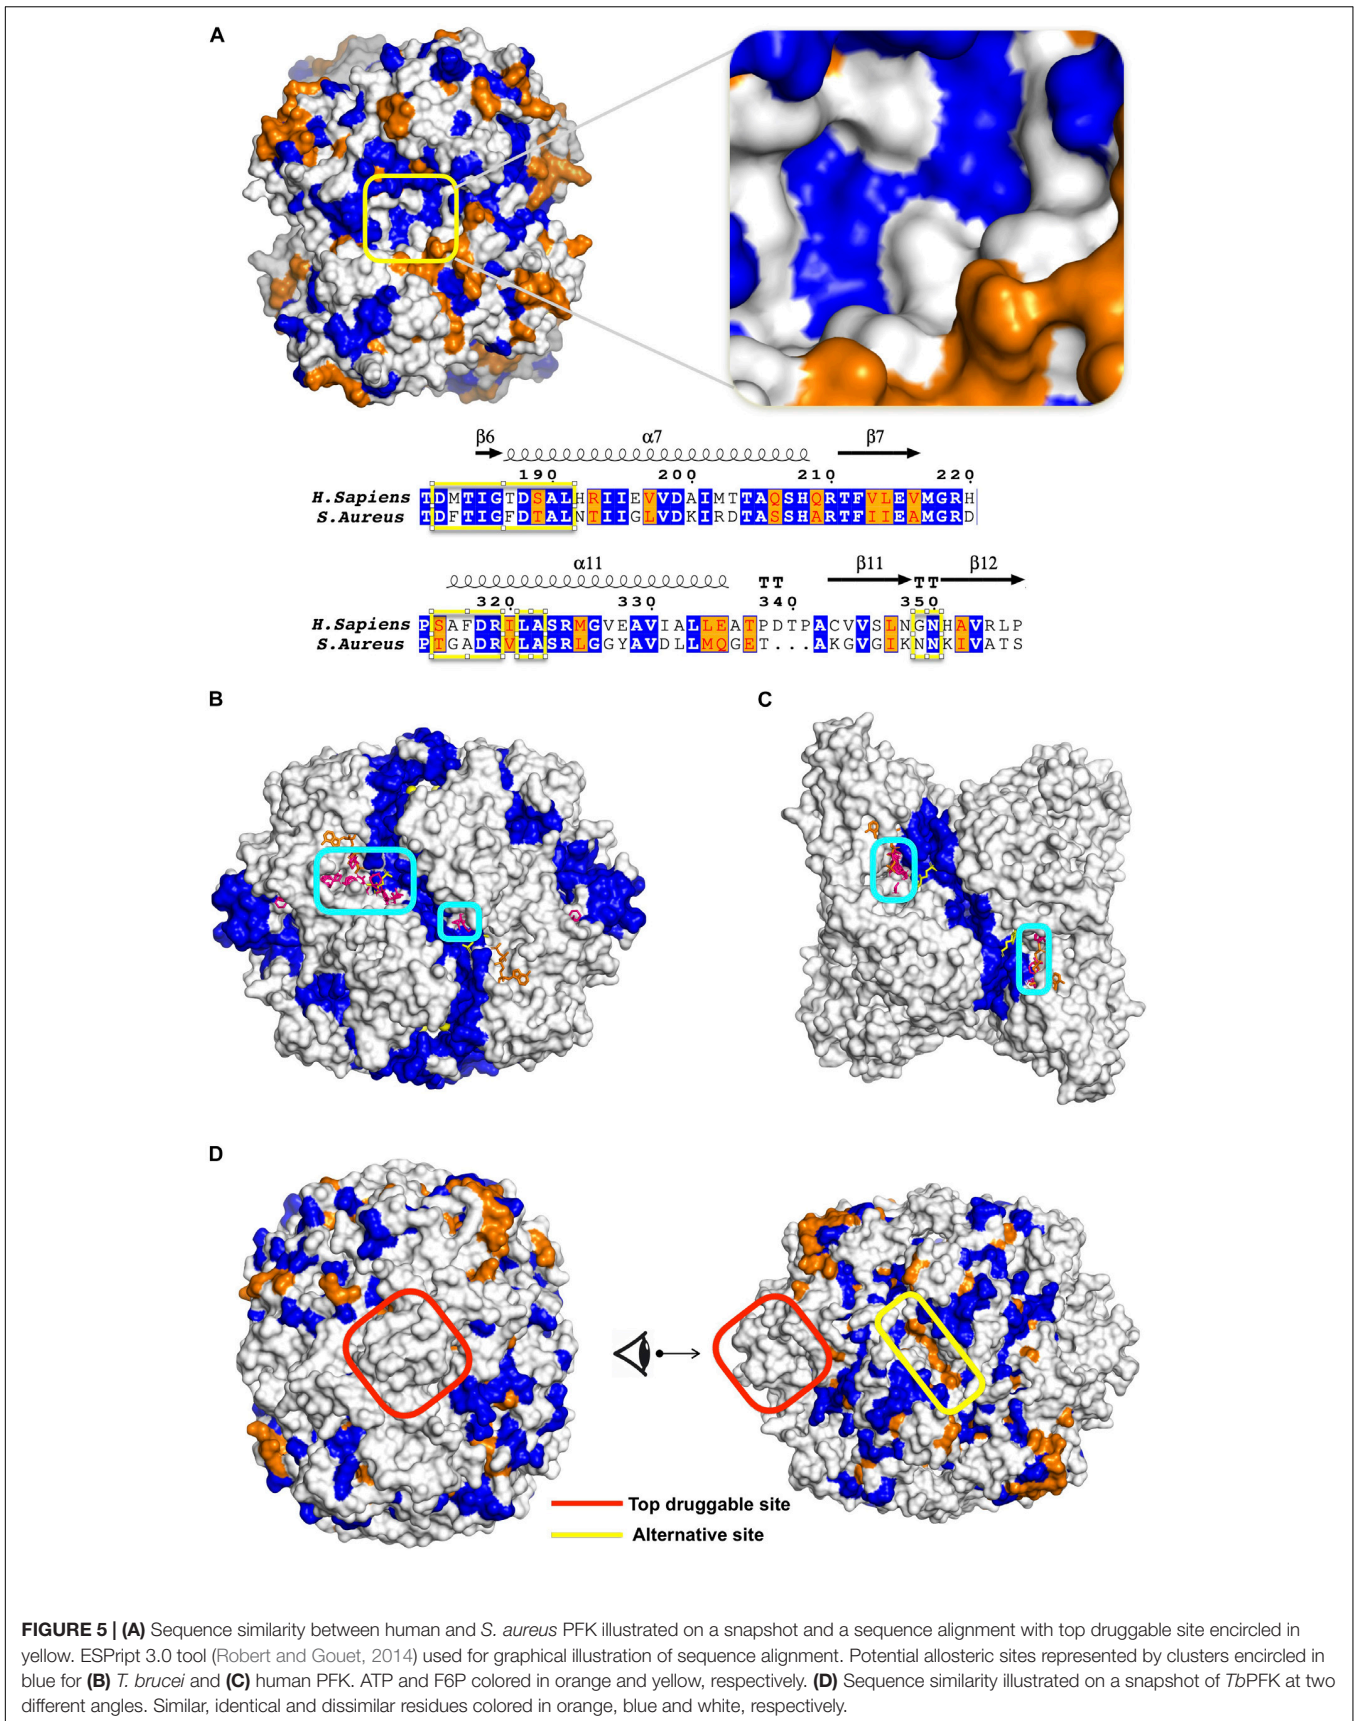 A
β6 α7 β7
190 200 210 220
H.Sapiens TDMTIGTDSALHRIIEVVDAIMTTAQSHQRTFVLEVMGRH
S.Aureus TDFTIGFDTALNTIIGLVDKIRDTASSHARTFIIEAMGRD
α11 TT β11 TT β12
320 330 340 350
H.Sapiens PSAFDRILASRMGVEAVIALLEATPDTPACVVSLNGNHAVRLP
S.Aureus PTGADRVLASRLGGYAVDLLMQGET...AKGVGIKNNKIVATS
B C
D
Top druggable site
Alternative site
FIGURE 5 | (A) Sequence similarity between human and S. aureus PFK illustrated on a snapshot and a sequence alignment with top druggable site encircled in
yellow. ESPript 3.0 tool (Robert and Gouet, 2014) used for graphical illustration of sequence alignment. Potential allosteric sites represented by clusters encircled in
blue for (B) T. brucei and (C) human PFK. ATP and F6P colored in orange and yellow, respectively. (D) Sequence similarity illustrated on a snapshot of TbPFK at two
different angles. Similar, identical and dissimilar residues colored in orange, blue and white, respectively.